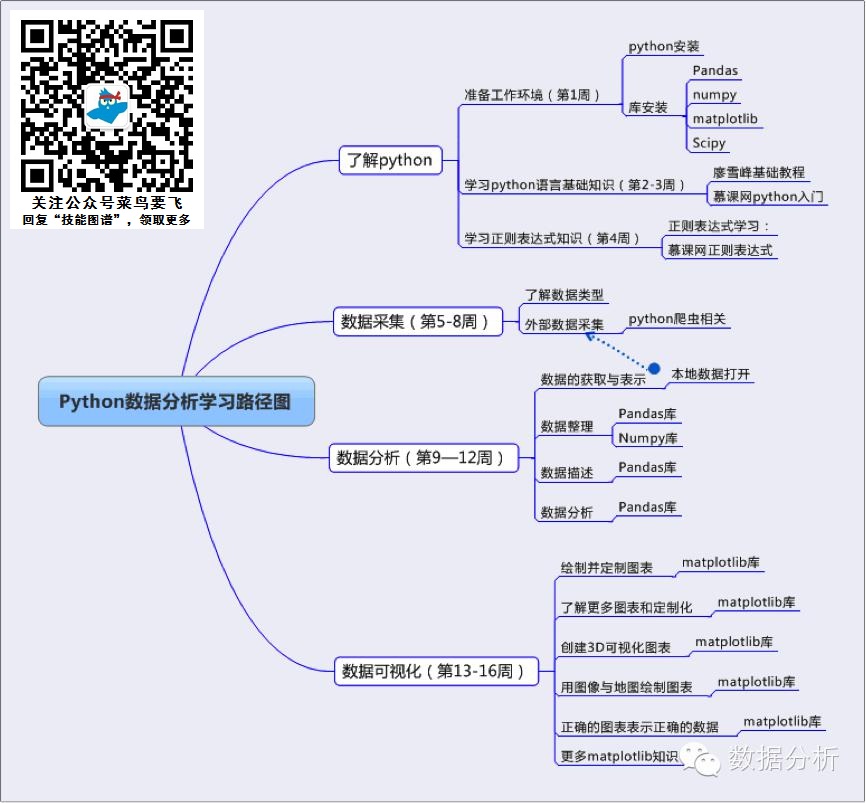 关注公众号菜鸟要飞
回复“技能图谱”，领取更多
Python数据分析学习路径图
了解python
准备工作环境（第1周）
python安装
库安装
Pandas
numpy
matplotlib
Scipy
学习python语言基础知识（第2-3周）
廖雪峰基础教程
慕课网python入门
学习正则表达式知识（第4周）
正则表达式学习：
慕课网正则表达式
数据采集（第5-8周）
了解数据类型
外部数据采集
python爬虫相关
数据分析（第9—12周）
数据的获取与表示
本地数据打开
数据整理
Pandas库
Numpy库
数据描述
Pandas库
数据分析
Pandas库
数据可视化（第13-16周）
绘制并定制图表
matplotlib库
了解更多图表和定制化
matplotlib库
创建3D可视化图表
matplotlib库
用图像与地图绘制图表
matplotlib库
正确的图表表示正确的数据
matplotlib库
更多matplotlib知识
数据分析